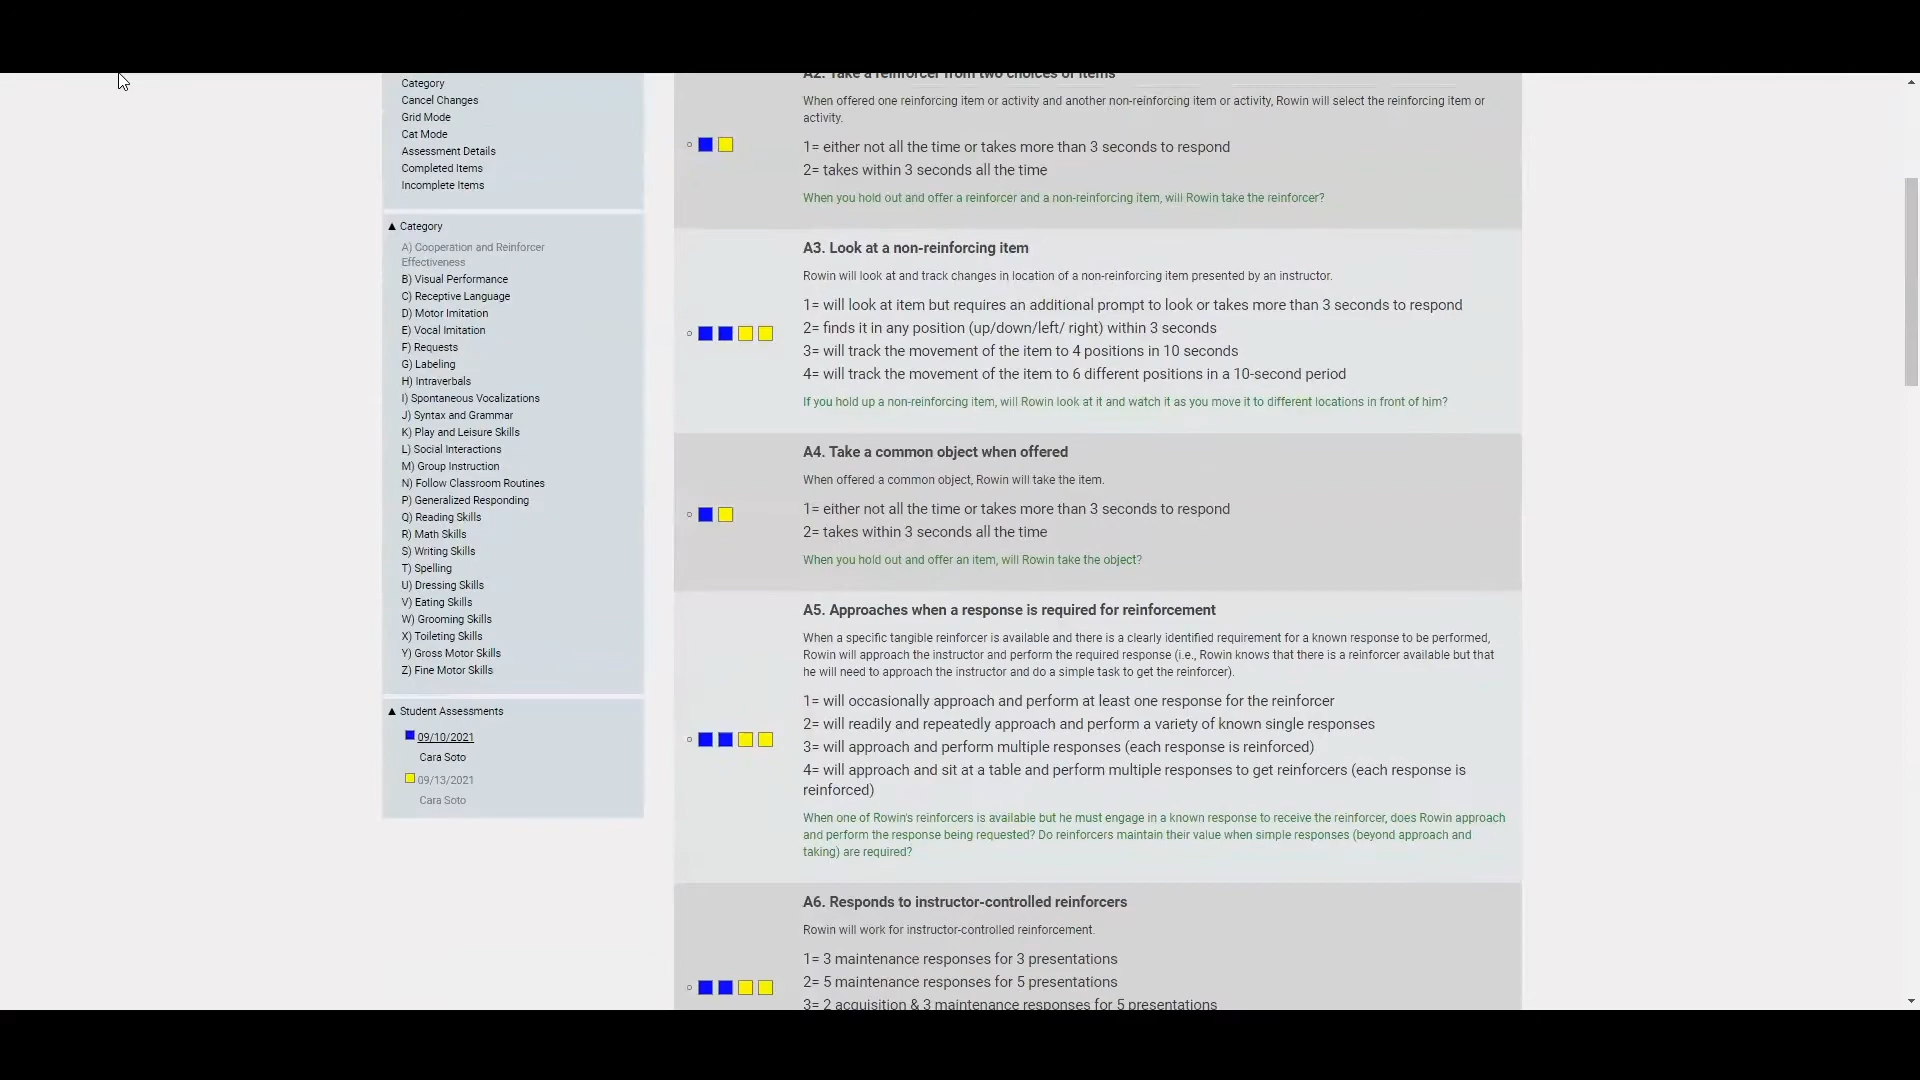 Category
Cancel Changes
Grid Mode
Cat Mode
Assessment Details
Completed Items
Incomplete Items
▲ Category
A) Cooperation and Reinforcer
Effectiveness
B) Visual Performance
C) Receptive Language
D) Motor Imitation
E) Vocal Imitation
F) Requests
G) Labeling
H) Intraverbals
I) Spontaneous Vocalizations
J) Syntax and Grammar
K) Play and Leisure Skills
L) Social Interactions
M) Group Instruction
N) Follow Classroom Routines
P) Generalized Responding
Q) Reading Skills
R) Math Skills
S) Writing Skills
T) Spelling
U) Dressing Skills
V) Eating Skills
W) Grooming Skills
X) Toileting Skills
Y) Gross Motor Skills
Z) Fine Motor Skills
▲ Student Assessments
09/10/2021
Cara Soto
09/13/2021
Cara Soto
A2. Take a reinforcer from two choices of items
When offered one reinforcing item or activity and another non-reinforcing item or activity, Rowin will select the reinforcing item or
activity.
1= either not all the time or takes more than 3 seconds to respond
2= takes within 3 seconds all the time
When you hold out and offer a reinforcer and a non-reinforcing item, will Rowin take the reinforcer?
A3. Look at a non-reinforcing item
Rowin will look at and track changes in location of a non-reinforcing item presented by an instructor.
1= will look at item but requires an additional prompt to look or takes more than 3 seconds to respond
2= finds it in any position (up/down/left/ right) within 3 seconds
3= will track the movement of the item to 4 positions in 10 seconds
4= will track the movement of the item to 6 different positions in a 10-second period
If you hold up a non-reinforcing item, will Rowin look at it and watch it as you move it to different locations in front of him?
A4. Take a common object when offered
When offered a common object, Rowin will take the item.
1= either not all the time or takes more than 3 seconds to respond
2= takes within 3 seconds all the time
When you hold out and offer an item, will Rowin take the object?
A5. Approaches when a response is required for reinforcement
When a specific tangible reinforcer is available and there is a clearly identified requirement for a known response to be performed,
Rowin will approach the instructor and perform the required response (i.e., Rowin knows that there is a reinforcer available but that
he will need to approach the instructor and do a simple task to get the reinforcer).
1= will occasionally approach and perform at least one response for the reinforcer
2= will readily and repeatedly approach and perform a variety of known single responses
3= will approach and perform multiple responses (each response is reinforced)
4= will approach and sit at a table and perform multiple responses to get reinforcers (each response is
reinforced)
When one of Rowin's reinforcers is available but he must engage in a known response to receive the reinforcer, does Rowin approach
and perform the response being requested? Do reinforcers maintain their value when simple responses (beyond approach and
taking) are required?
A6. Responds to instructor-controlled reinforcers
Rowin will work for instructor-controlled reinforcement.
1= 3 maintenance responses for 3 presentations
2= 5 maintenance responses for 5 presentations
3= 2 acquisition & 3 maintenance responses for 5 presentations